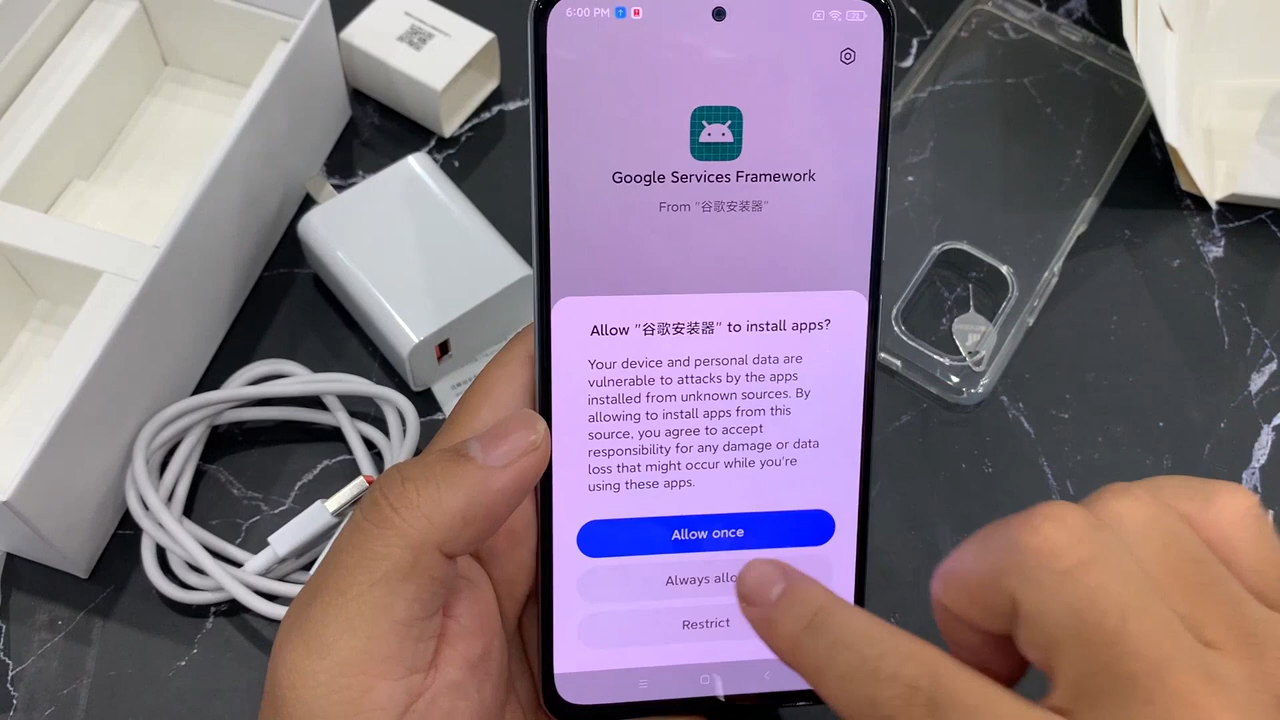 6:00 PM
Google Services Framework
From "谷歌安装器"
Allow "谷歌安装器" to install apps?
Your device and personal data are
vulnerable to attacks by the apps
installed from unknown sources. By
allowing to install apps from this
source, you agree to accept
responsibility for any damage or data
loss that might occur while you're
using these apps.
Allow once
Always allo
Restrict